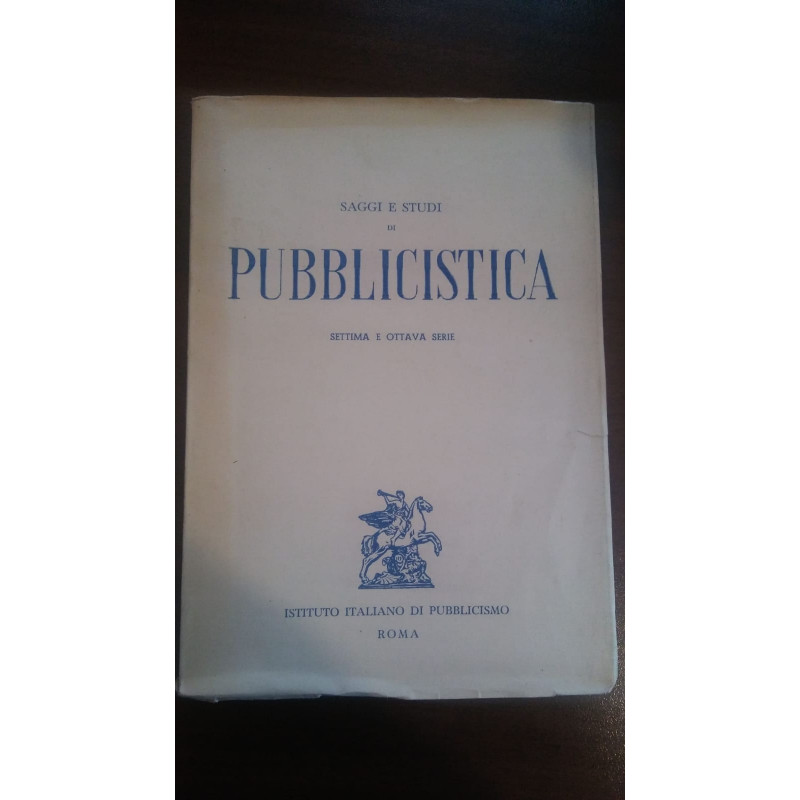 SAGGI E STUDI
DI
PUBBLICISTICA
SETTIMA E OTTAVA SERIE
ISTITUTO ITALIANO DI PUBBLICISMO
ROMA